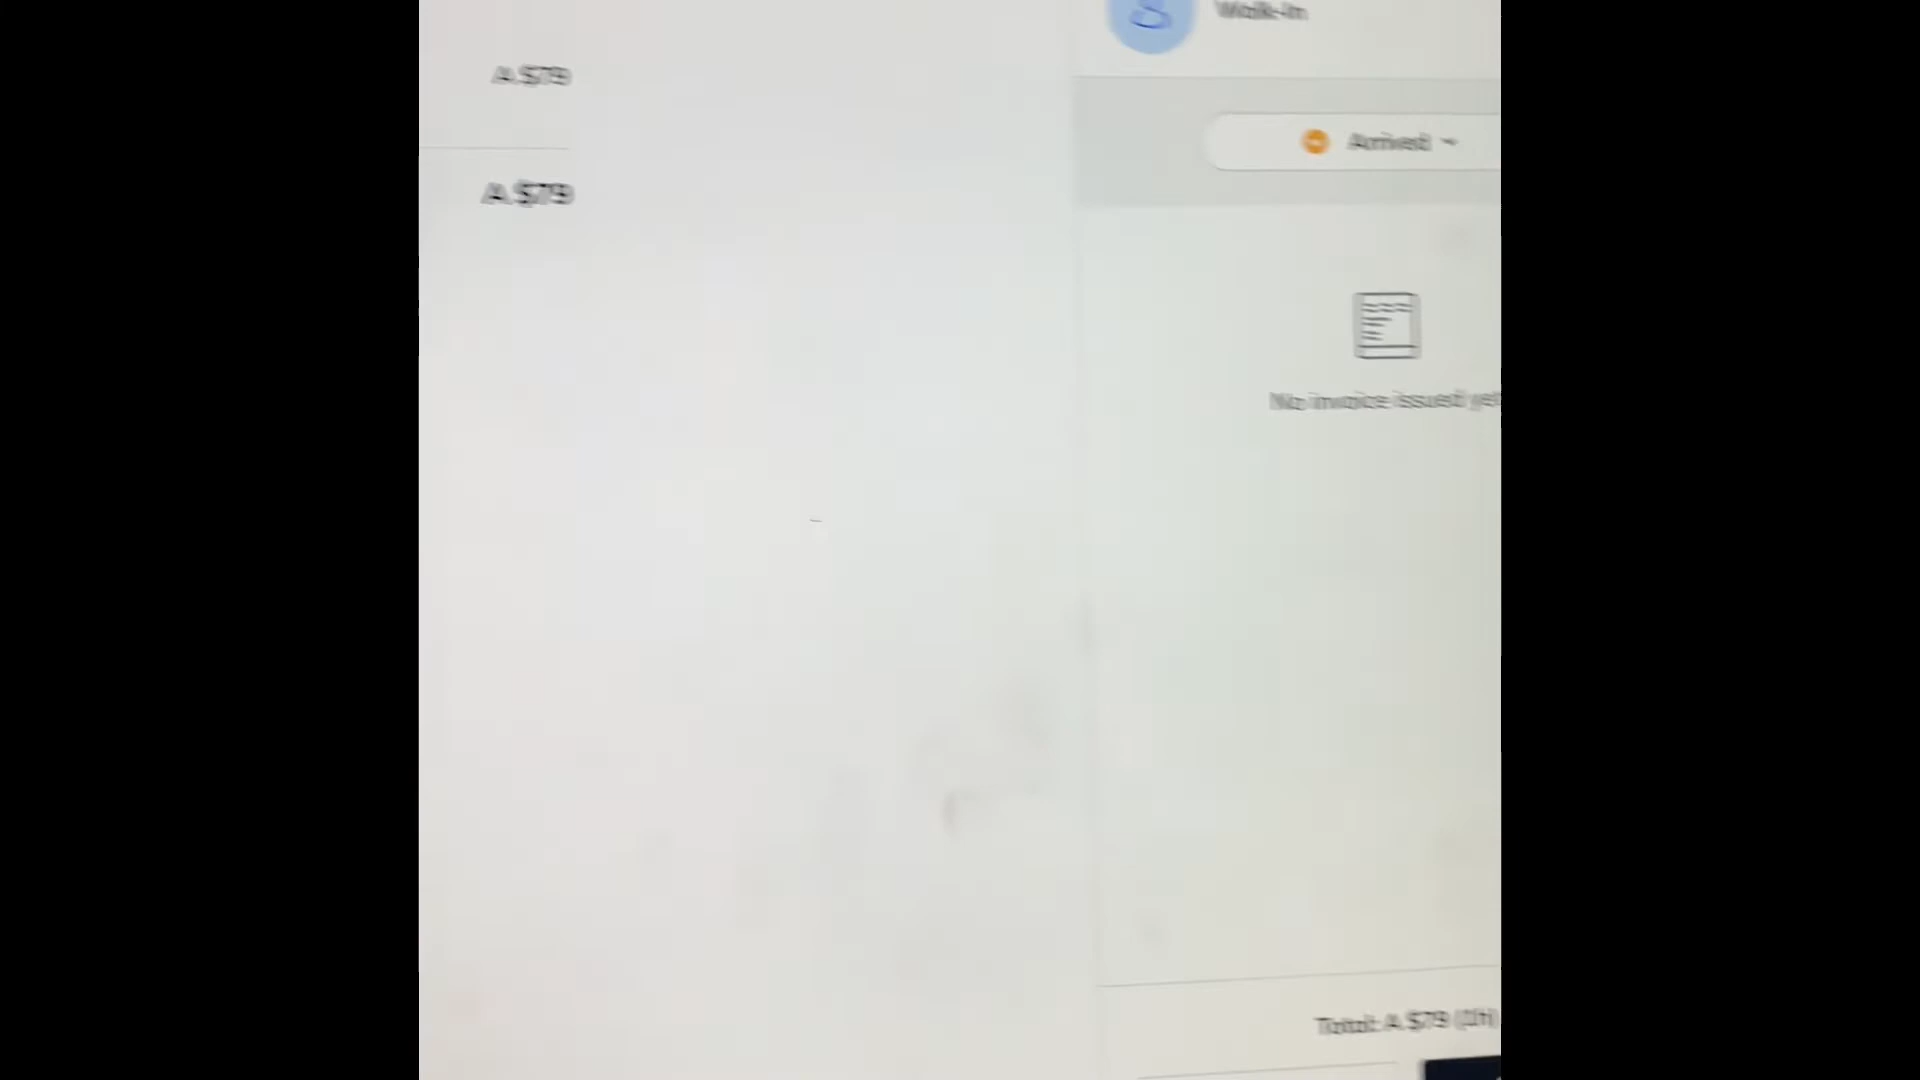 A $79
A $79
Walk-In
Arrived
No invoice issued yet
Total: A $79 (1h)